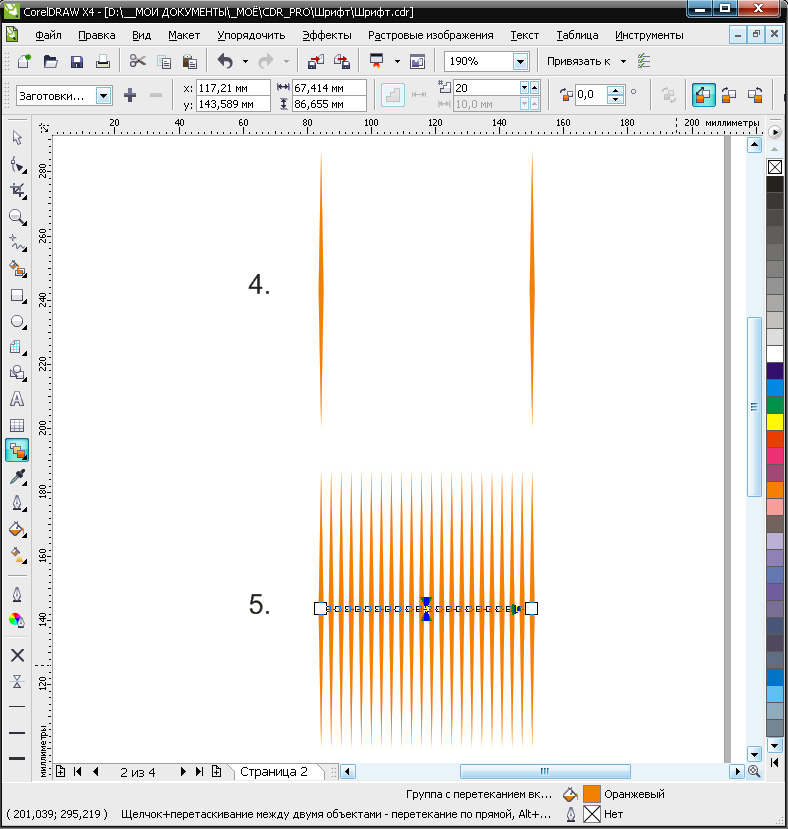 CorelDRAW X4 - [D:\__МОИ ДОКУМЕНТЫ\_МОЁ\CDR_PRO\Шрифт\Шрифт.cdr]
Файл Правка Вид Макет Упорядочить Эффекты Растровые изображения Текст Таблица Инструменты
190% Привязать к
Заготовки... x: 117,21 мм 67,414 мм 20 0,0 °
y: 143,589 мм 86,655 мм 10,0 мм
20 40 60 80 100 120 140 160 180 200 миллиметры
280
260
4.
240
220
200
180
160
5.
140
120
миллиметры
2 из 4 Страница 2
Группа с перетеканием вк... Оранжевый
( 201,039; 295,219 ) Щелчок+перетаскивание между двумя объектами - перетекание по прямой, Alt+... Нет